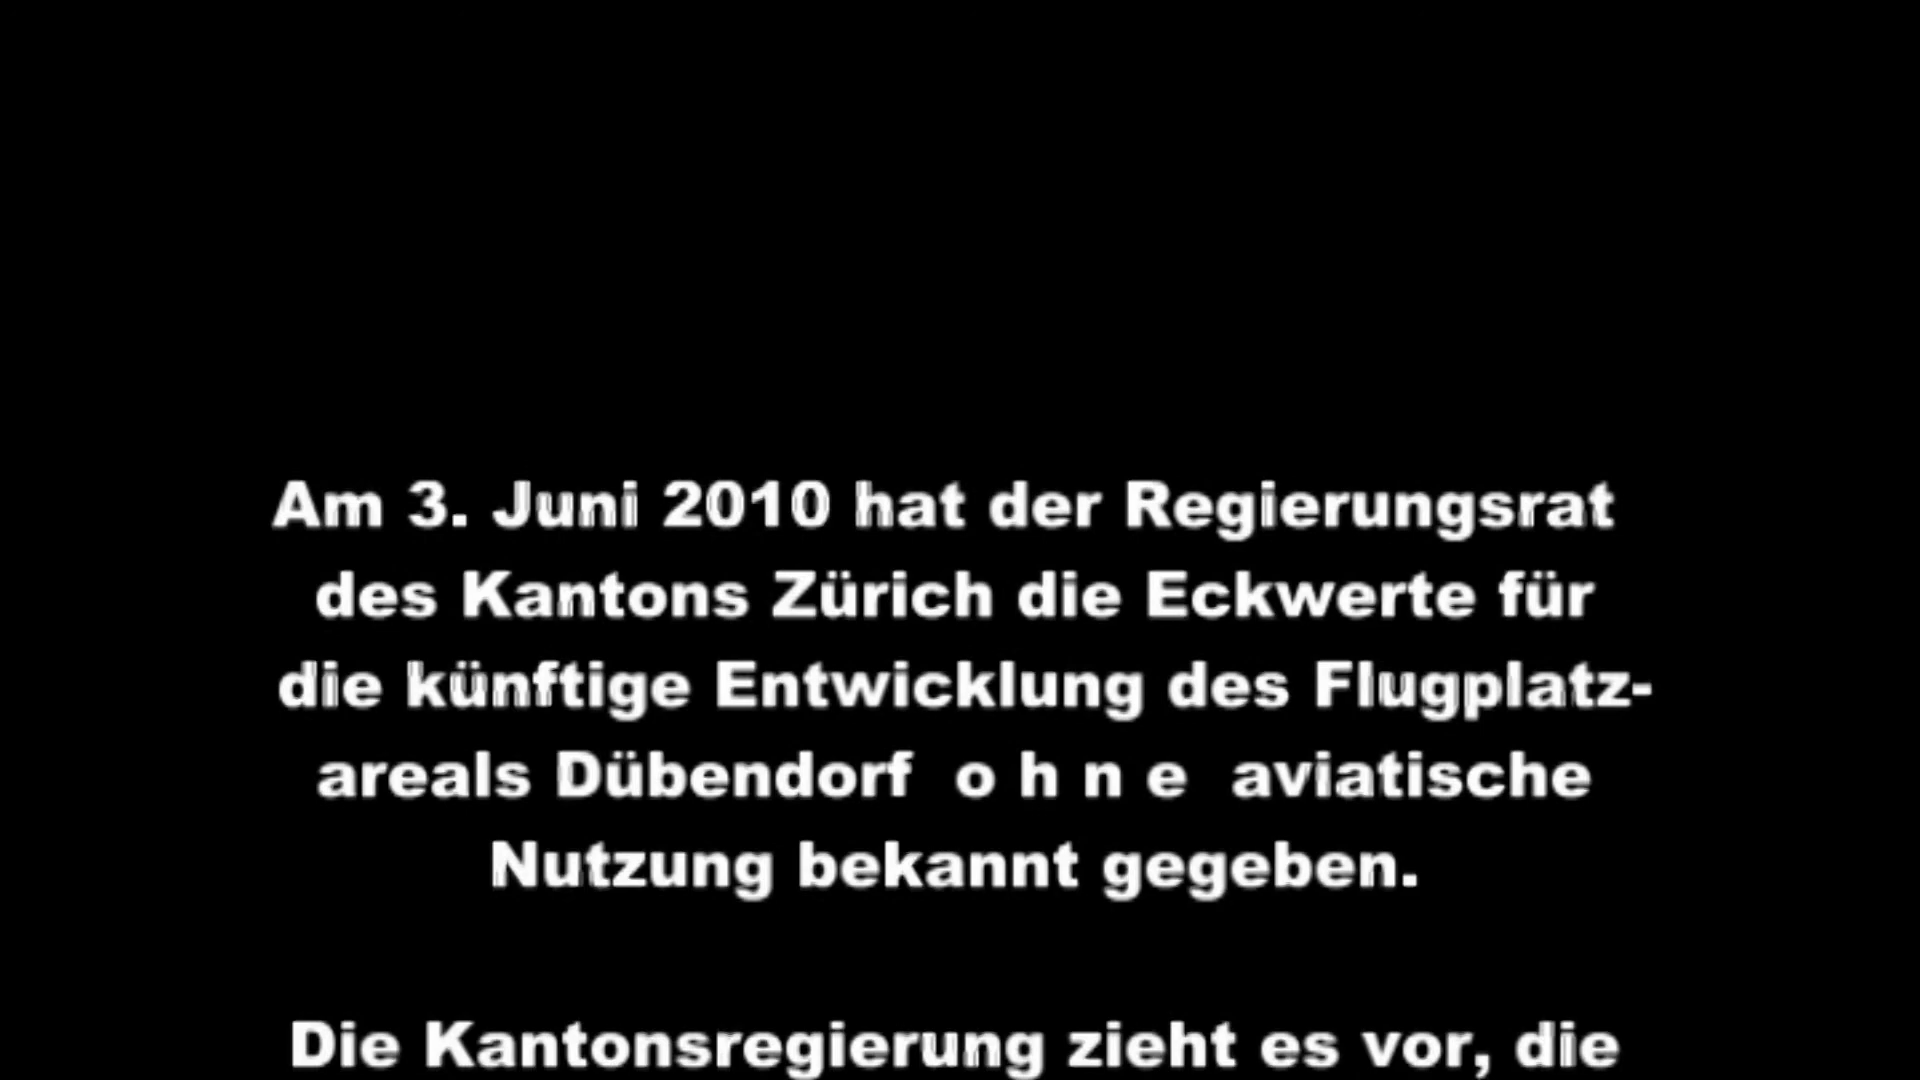 Am 3. Juni 2010 hat der Regierungsrat
des Kantons Zürich die Eckwerte für
die künftige Entwicklung des Flugplatz-
areals Dübendorf  o h n e  aviatische
Nutzung bekannt gegeben.
Die Kantonsregierung zieht es vor, die